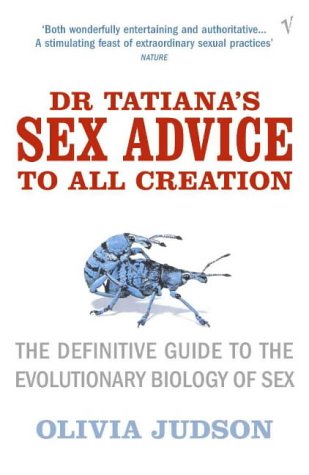 'Both wonderfully entertaining and authoritative...
A stimulating feast of extraordinary sexual practices'
NATURE
V
DR TATIANA'S
SEX ADVICE
TO ALL CREATION
THE DEFINITIVE GUIDE TO THE
EVOLUTIONARY BIOLOGY OF SEX
OLIVIA JUDSON